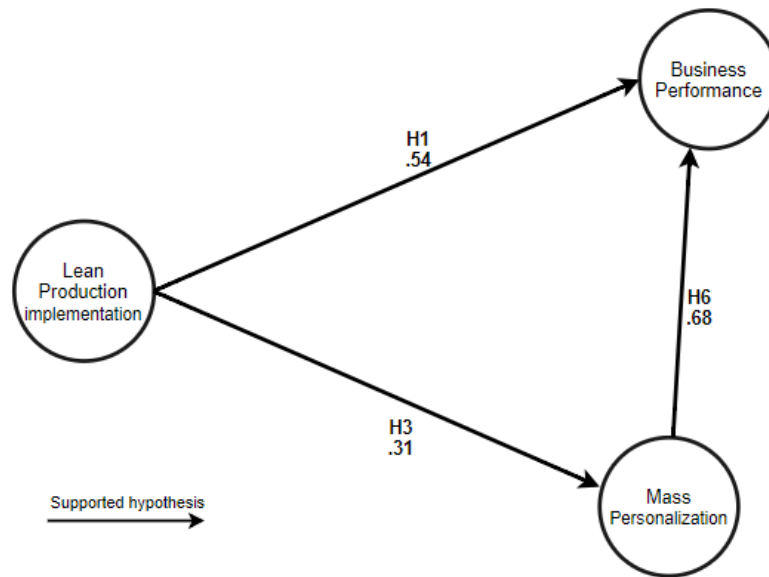 Business
Performance
H1
.54
Lean
Production
implementation
H6
.68
H3
.31
Mass
Personalization
Supported hypothesis